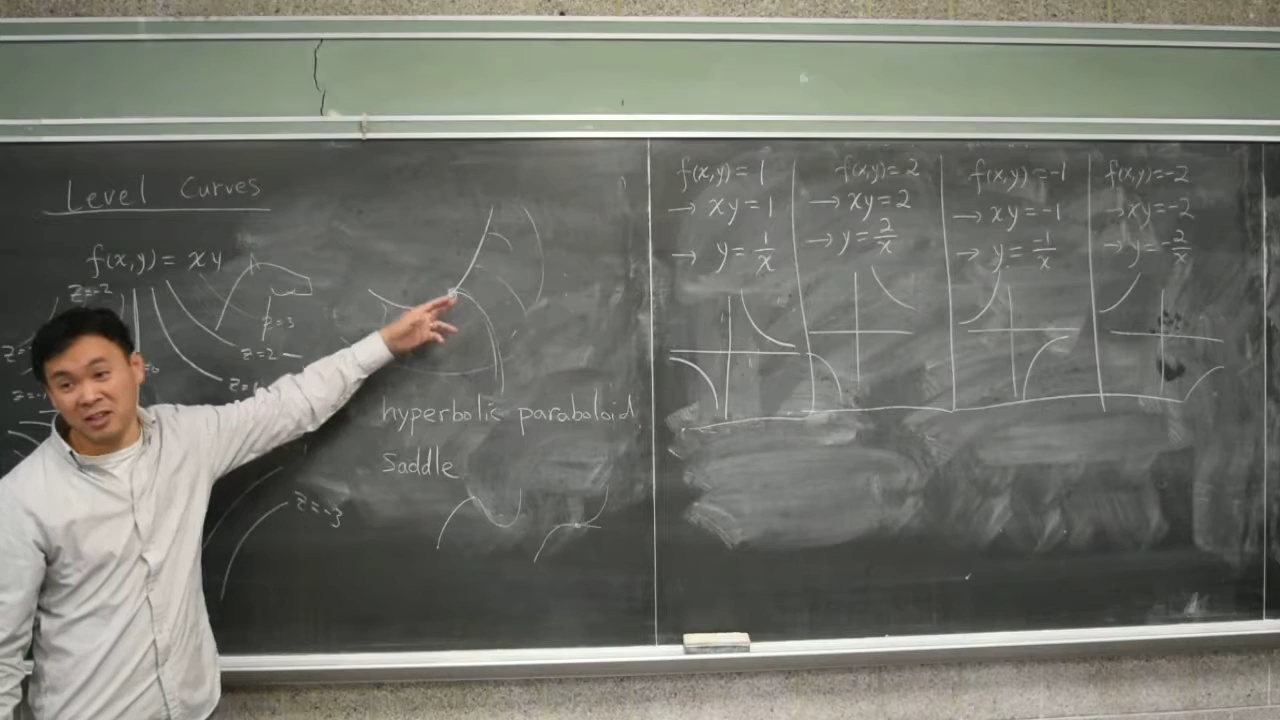 Level Curves
f(x,y) = xy
z=-2
p=3
z=2
hyperbolic paraboloid
Saddle
z=-3
f(x,y)=1
→ xy=1
→ y=1/x
f(x,y)=2
→ xy=2
→ y=2/x
f(x,y)=-1
→ xy=-1
→ y=-1/x
f(x,y)=-2
→ xy=-2
→ y=-2/x